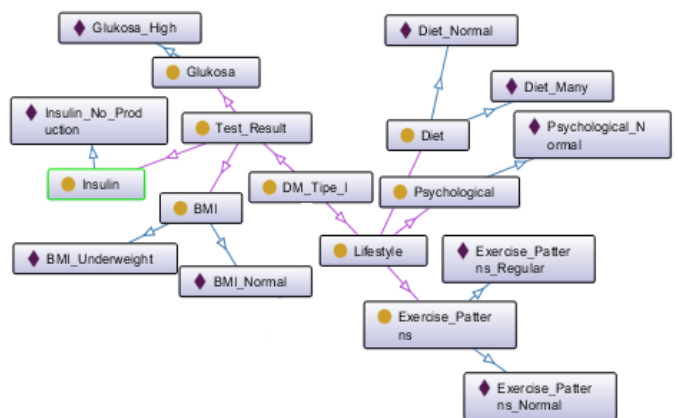 Glukosa_High
Diet_Normal
Glukosa
Diet_Many
Insulin_No_Prod
uction
Test_Result
Diet
Psychological_N
ormal
Insulin
DM_Tipe_I
Psychological
BMI
BMI_Underweight
BMI_Normal
Lifestyle
Exercise_Patter
ns_Regular
Exercise_Patter
ns
Exercise_Patter
ns_Normal